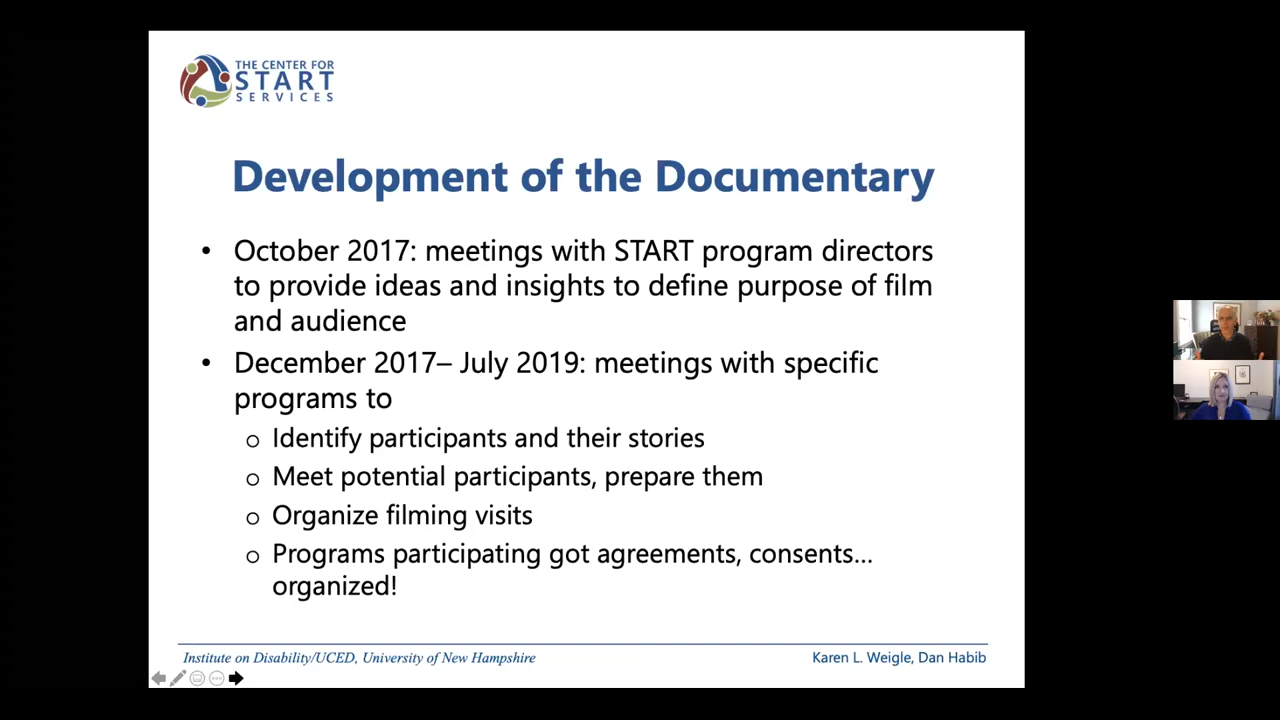 THE CENTER FOR
START
SERVICES
Development of the Documentary
• October 2017: meetings with START program directors
to provide ideas and insights to define purpose of film
and audience
• December 2017– July 2019: meetings with specific
programs to
o Identify participants and their stories
o Meet potential participants, prepare them
o Organize filming visits
o Programs participating got agreements, consents...
organized!
Institute on Disability/UCED, University of New Hampshire
Karen L. Weigle, Dan Habib